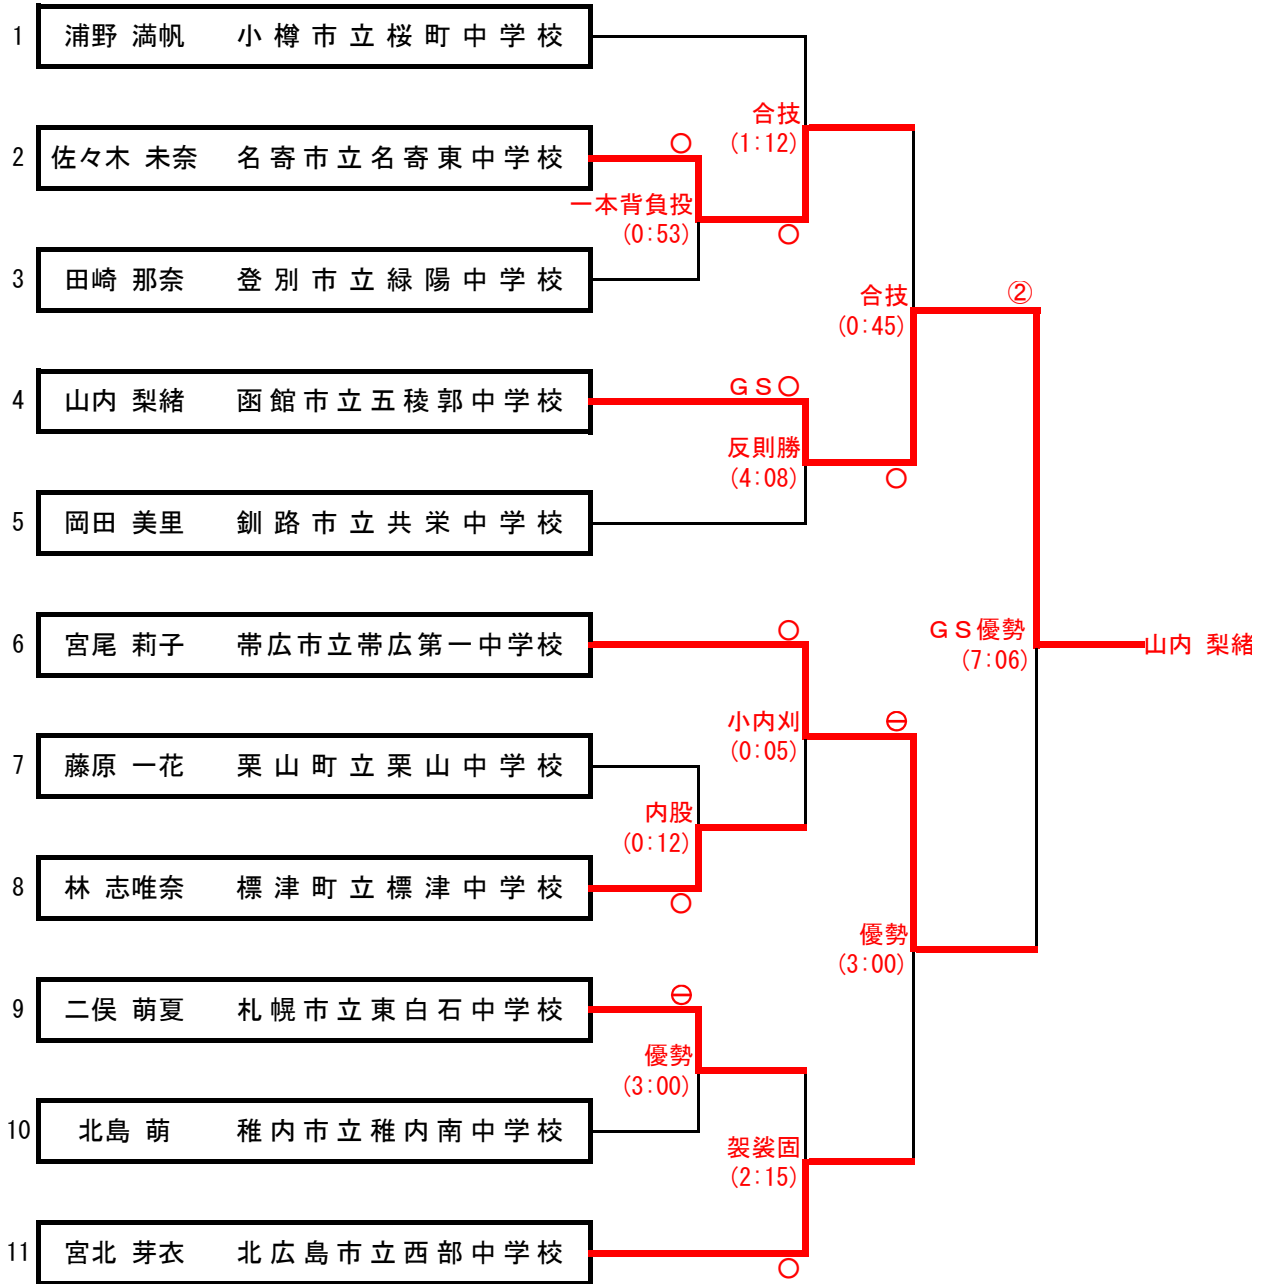 1 浦野 満帆 小樽市立桜町中学校
合技
(1:12)
2 佐々木 未奈 名寄市立名寄東中学校
○
一本背負投
(0:53)
○
3 田崎 那奈 登別市立緑陽中学校
合技
(0:45)
②
4 山内 梨緒 函館市立五稜郭中学校
GS○
反則勝
(4:08)
○
5 岡田 美里 釧路市立共栄中学校
6 宮尾 莉子 帯広市立帯広第一中学校
○
GS優勢
(7:06)
山内 梨緒
小内刈
(0:05)
⊖
7 藤原 一花 栗山町立栗山中学校
内股
(0:12)
8 林 志唯奈 標津町立標津中学校
○
優勢
(3:00)
9 二俣 萌夏 札幌市立東白石中学校
⊖
優勢
(3:00)
10 北島 萌 稚内市立稚内南中学校
袈裟固
(2:15)
11 宮北 芽衣 北広島市立西部中学校
○